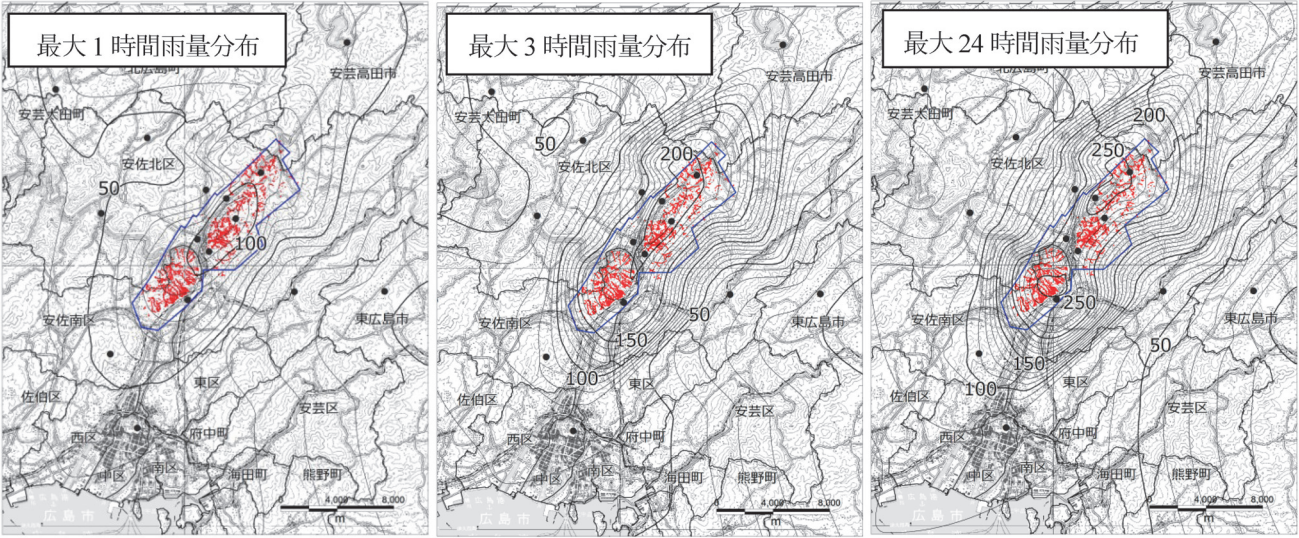 最大1時間雨量分布
北広島町
安芸高田市
安芸太田町
安佐北区
50
100
安佐南区
東広島市
東区
佐伯区
安芸区
西区
府中町
中区
南区
海田町
熊野町
0 4,000 8,000
m
広島市
最大3時間雨量分布
安芸高田市
安芸太田町
50
安佐北区
200
50
安佐南区
東広島市
150
100
東区
佐伯区
安芸区
西区
府中町
中区
南区
海田町
熊野町
0 4,000 8,000
m
広島市
最大24時間雨量分布
北広島町
安芸高田市
安芸太田町
200
250
安佐北区
250
安佐南区
東広島市
50
150
100
東区
佐伯区
安芸区
西区
府中町
中区
南区
海田町
熊野町
0 4,000 8,000
m
広島市